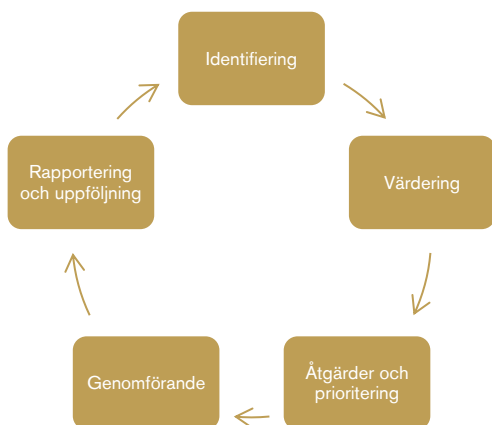 Identifiering
Värdering
Åtgärder och
prioritering
Genomförande
Rapportering
och uppföljning